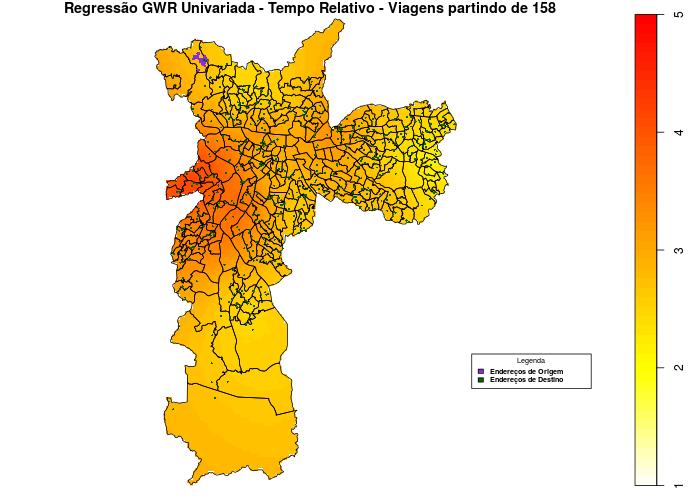 Regressão GWR Univariada - Tempo Relativo - Viagens partindo de 158
5
4
3
2
1
Legenda
Endereços de Origem
Endereços de Destino